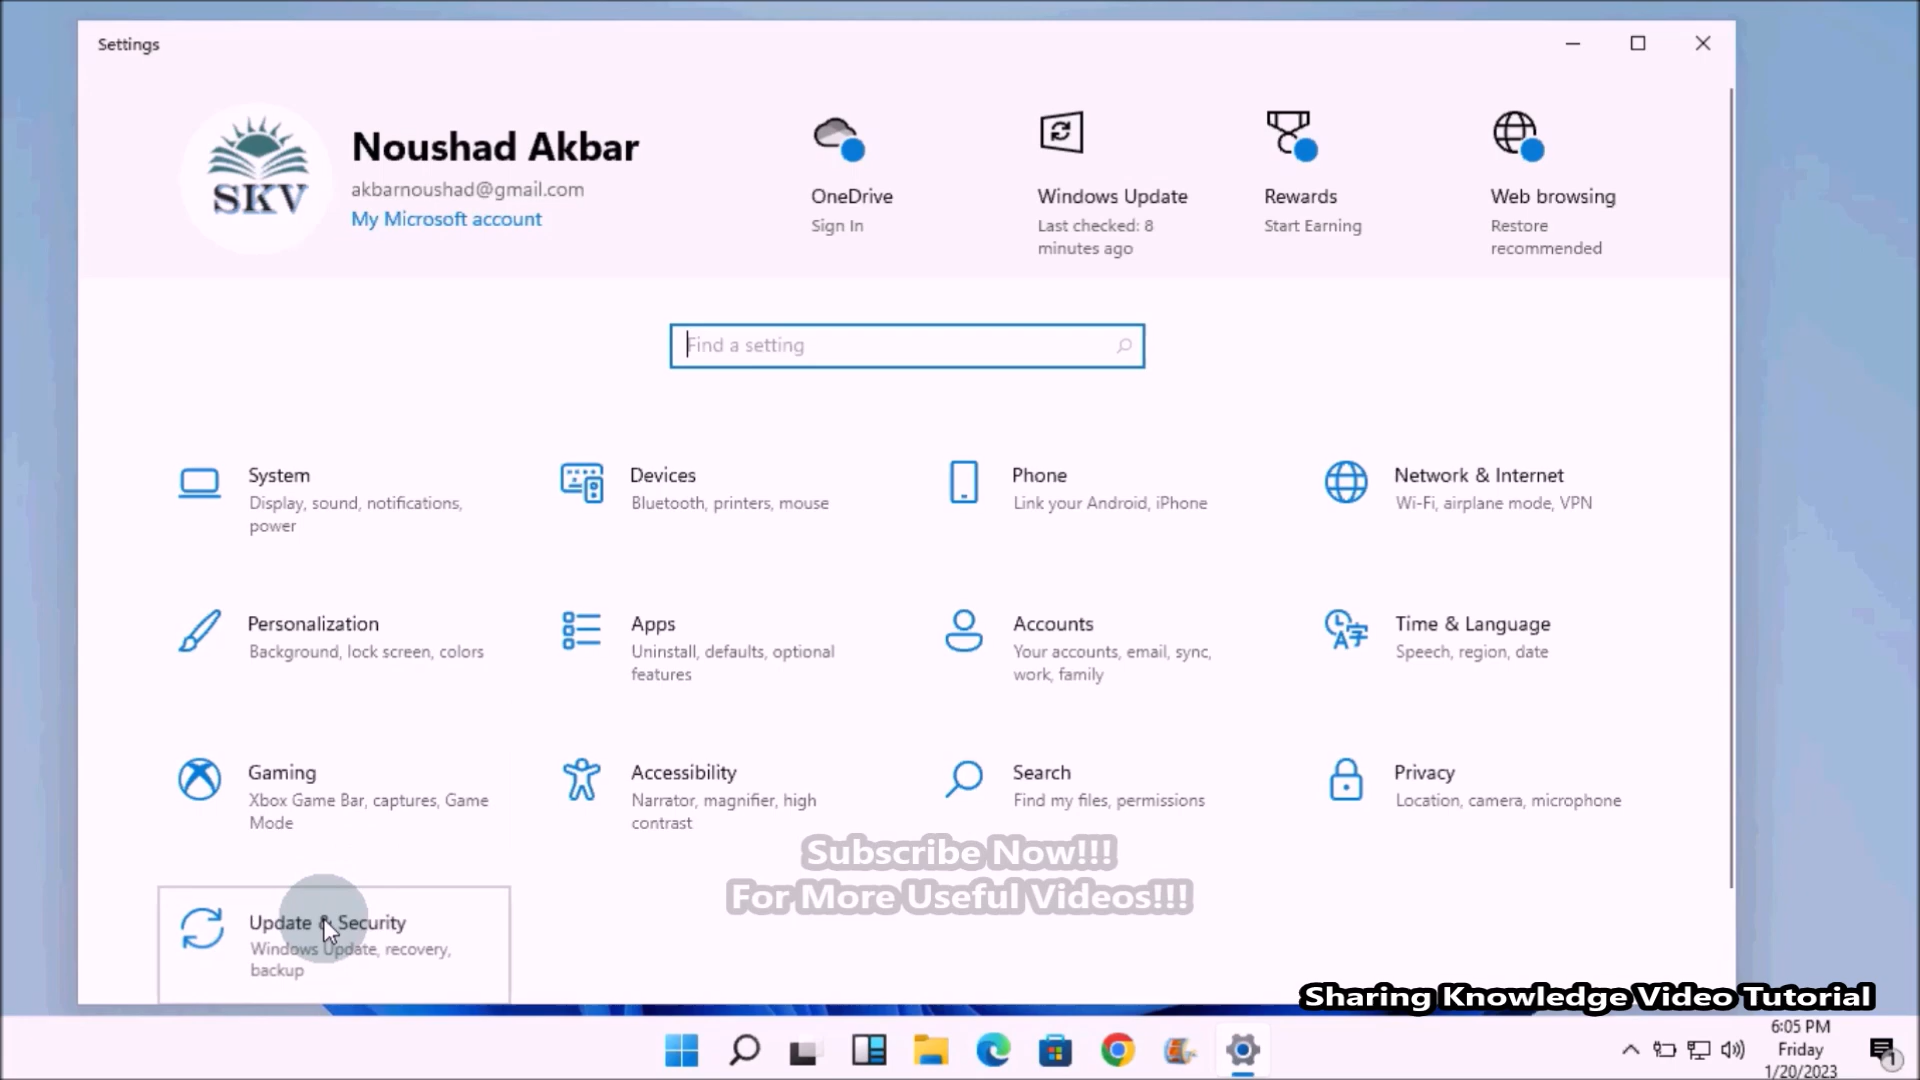 Settings
SKV
Noushad Akbar
akbarnoushad@gmail.com
My Microsoft account
OneDrive
Sign In
Windows Update
Last checked: 8
minutes ago
Rewards
Start Earning
Web browsing
Restore
recommended
Find a setting
System
Display, sound, notifications,
power
Devices
Bluetooth, printers, mouse
Phone
Link your Android, iPhone
Network & Internet
Wi-Fi, airplane mode, VPN
Personalization
Background, lock screen, colors
Apps
Uninstall, defaults, optional
features
Accounts
Your accounts, email, sync,
work, family
Time & Language
Speech, region, date
Gaming
Xbox Game Bar, captures, Game
Mode
Accessibility
Narrator, magnifier, high
contrast
Search
Find my files, permissions
Privacy
Location, camera, microphone
Subscribe Now!!!
For More Useful Videos!!!
Update & Security
Windows Update, recovery,
backup
Sharing Knowledge Video Tutorial
6:05 PM
Friday
1/20/2023
1